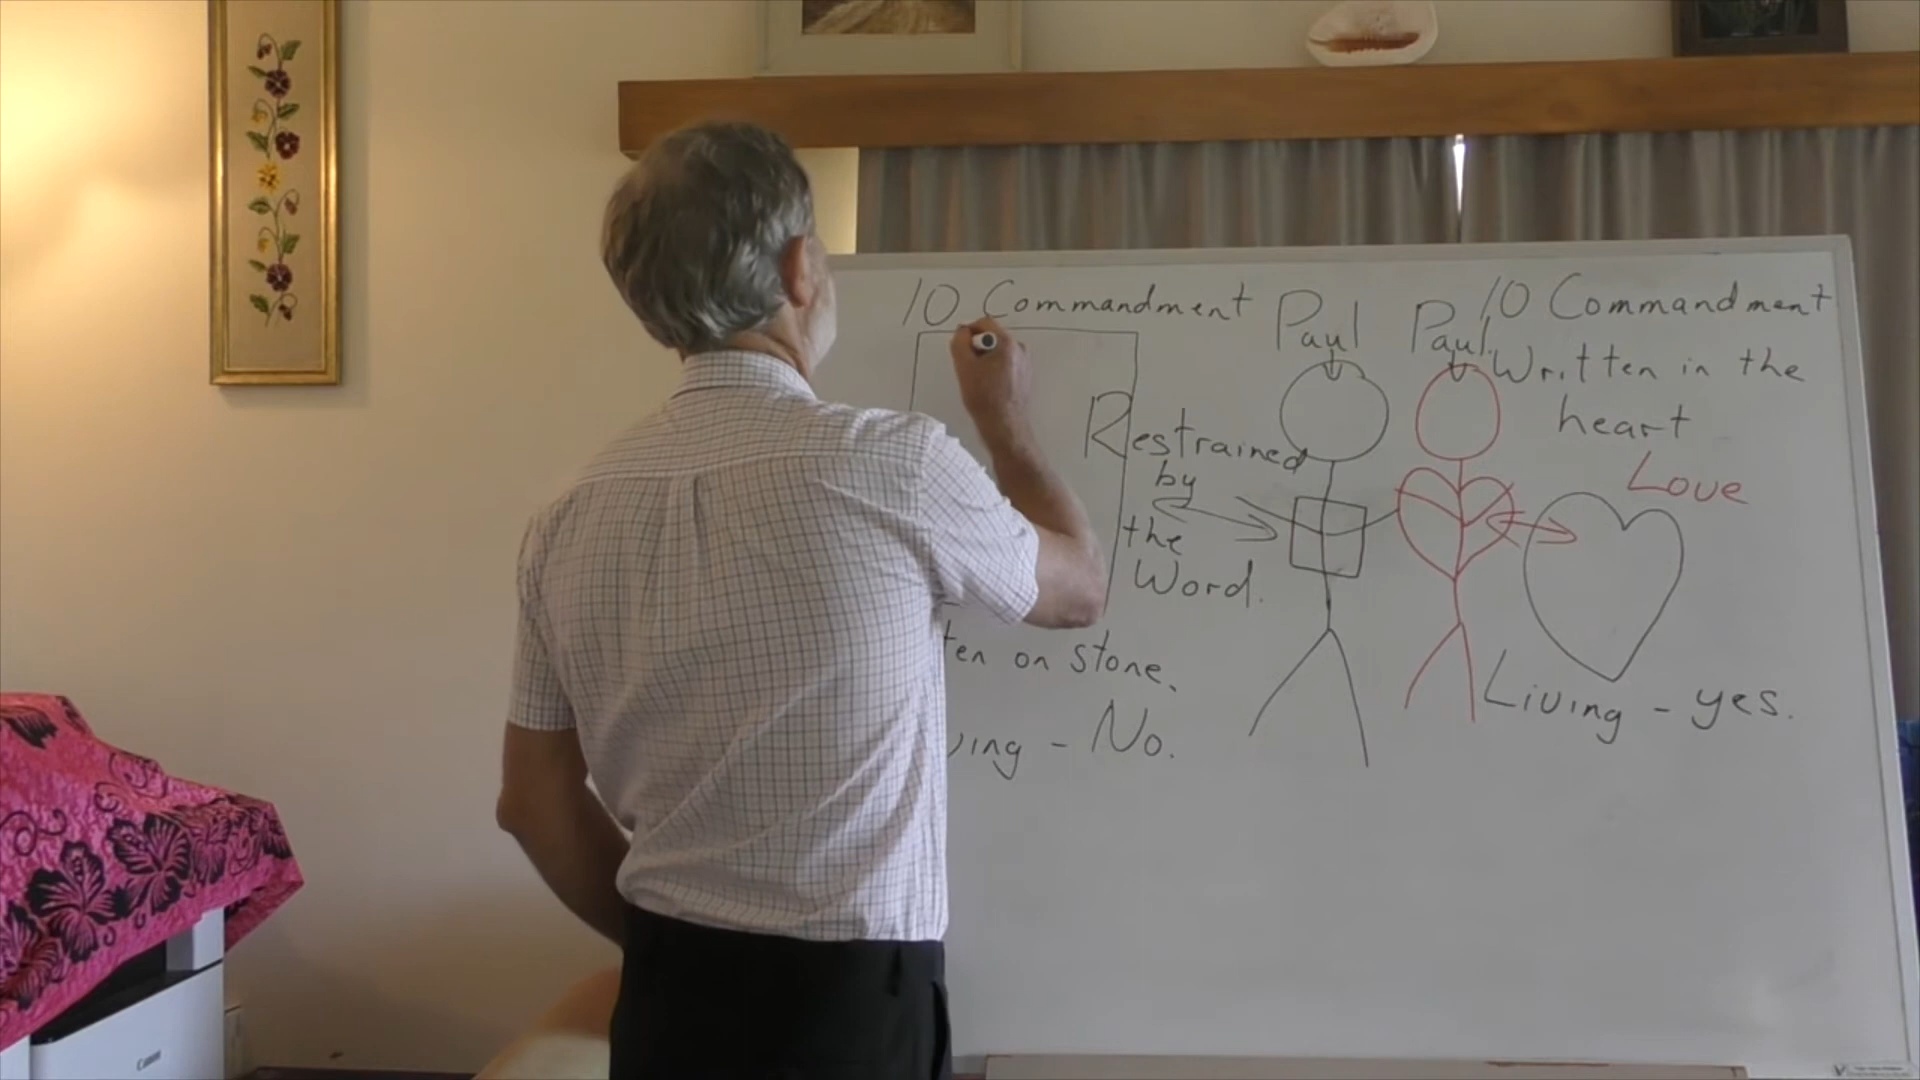 10 Commandment
Restrained
by
the
Word.
ten on stone.
ing - No.
Paul
Paul
10 Commandment
Written in the
heart
Love
Living - yes.
Canon